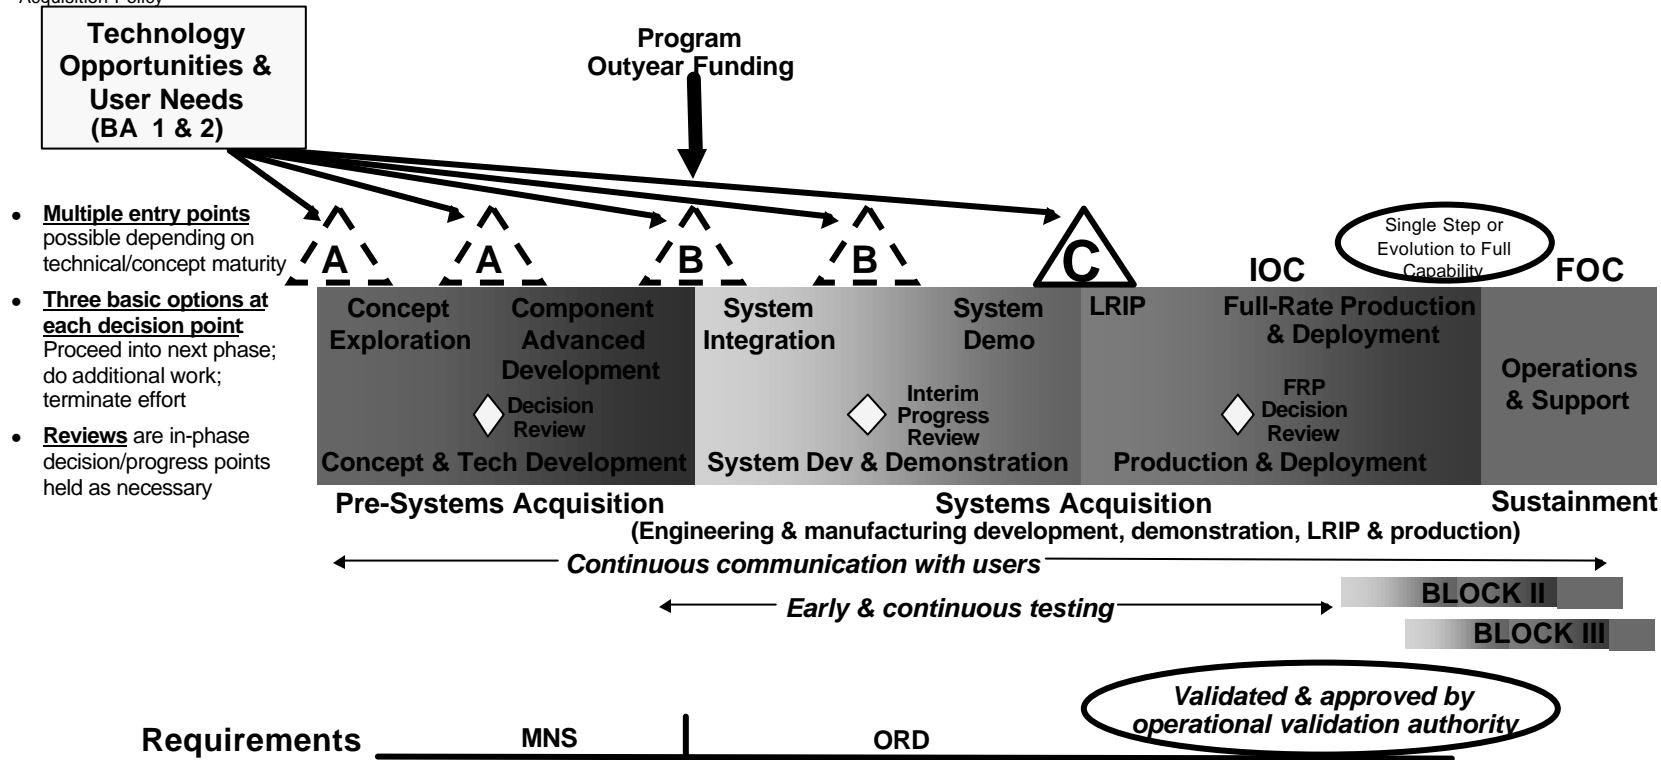 Acquisition Policy
Technology
Opportunities &
User Needs
(BA 1 & 2)
Program
Outyear Funding
• Multiple entry points
possible depending on
technical/concept maturity
• Three basic options at
each decision point
Proceed into next phase;
do additional work;
terminate effort
• Reviews are in-phase
decision/progress points
held as necessary
A
A
B
B
C
IOC
Single Step or
Evolution to Full
Capability
FOC
Concept
Exploration
Component
Advanced
Development
Decision
Review
Concept & Tech Development
System
Integration
System
Demo
Interim
Progress
Review
System Dev & Demonstration
LRIP
Full-Rate Production
& Deployment
FRP
Decision
Review
Production & Deployment
Operations
& Support
Pre-Systems Acquisition
Systems Acquisition
Sustainment
(Engineering & manufacturing development, demonstration, LRIP & production)
Continuous communication with users
Early & continuous testing
BLOCK II
BLOCK III
Validated & approved by
operational validation authority
Requirements
MNS
ORD